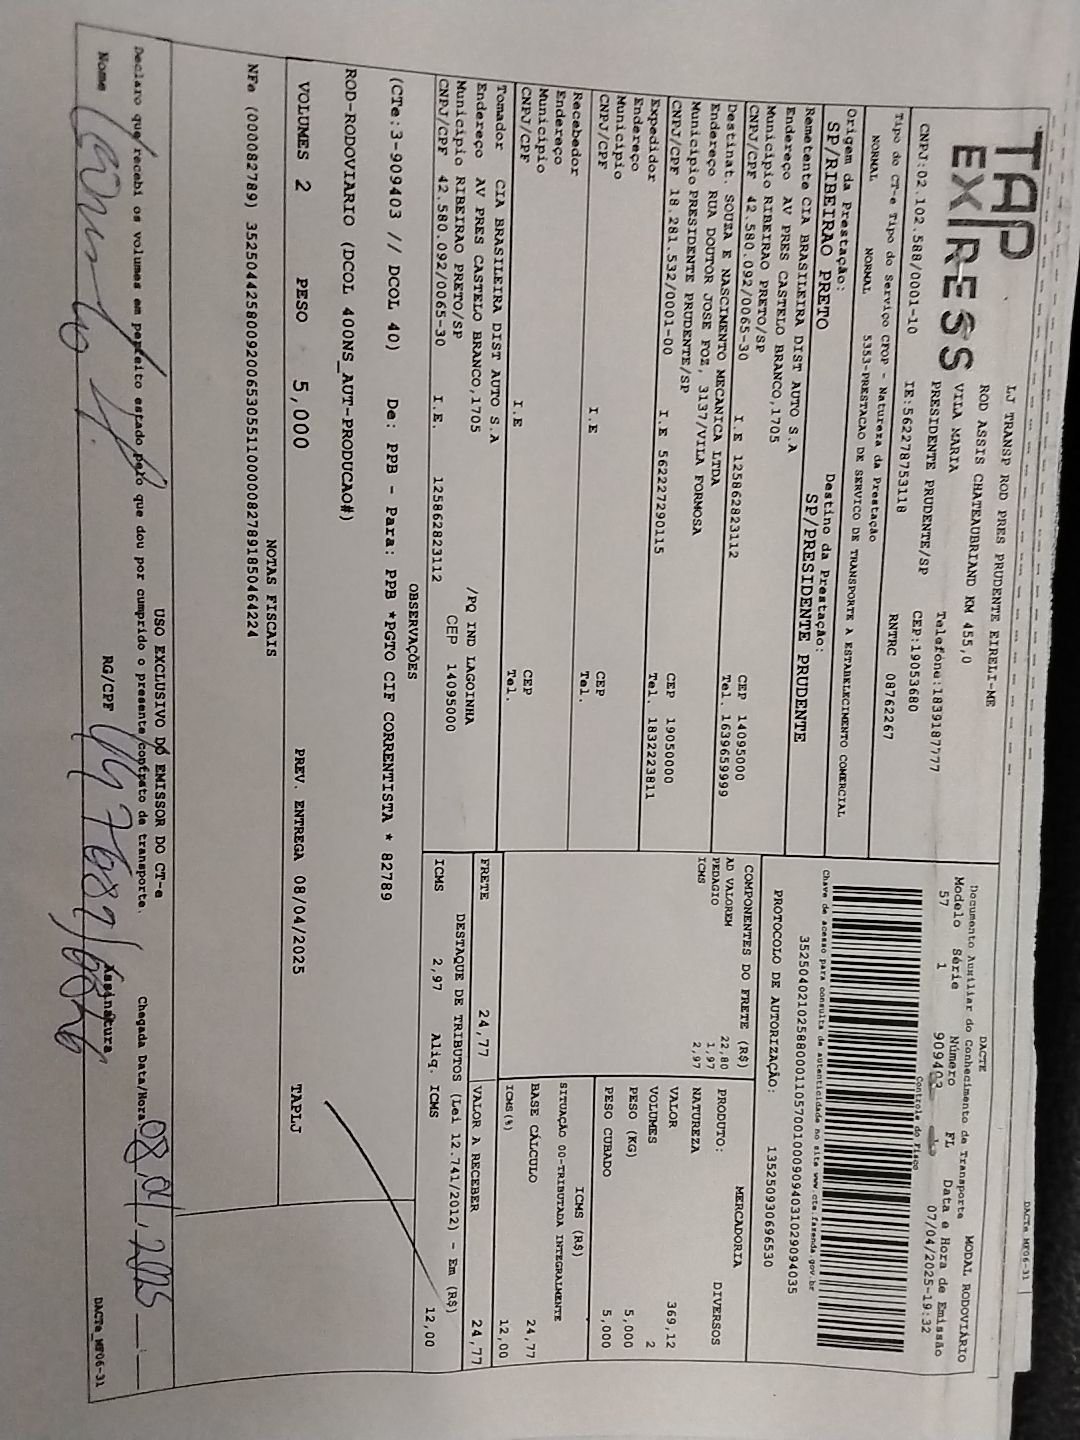 DACTe_MF06-31
TAP
EXPRESS
LJ TRANSP ROD PRES PRUDENTE EIRELI-ME
ROD ASSIS CHATEAUBRIAND KM 455,0
VILA MARIA
PRESIDENTE PRUDENTE/SP
Telefone:1839187777
CNPJ:02.102.588/0001-10
IE:562278753118
CEP:19053680
DACTE
Documento Auxiliar do Conhecimento de Transporte
MODAL RODOVIÁRIO
Modelo Série Número FL Data e Hora de Emissão
57 1 909403 07/04/2025-19:32
Controle do Fisco
Tipo do CT-e Tipo do Serviço CFOP - Natureza da Prestação
RNTRC 08762267
NORMAL NORMAL 5353-PRESTACAO DE SERVICO DE TRANSPORTE A ESTABELECIMENTO COMERCIAL
Chave de acesso para consulta de autenticidade no site www.cte.fazenda.gov.br
35250402102588000110570010009094031029094035
PROTOCOLO DE AUTORIZAÇÃO: 135250930696530
Origem da Prestação: Destino da Prestação:
SP/RIBEIRAO PRETO SP/PRESIDENTE PRUDENTE
Remetente CIA BRASILEIRA DIST AUTO S.A
Endereço AV PRES CASTELO BRANCO,1705
Município RIBEIRAO PRETO/SP CEP 14095000
CNPJ/CPF 42.580.092/0065-30 I.E 125862823112 Tel. 1639659999
Destinat. SOUZA E NASCIMENTO MECANICA LTDA
Endereço RUA DOUTOR JOSE FOZ, 3137/VILA FORMOSA
Município PRESIDENTE PRUDENTE/SP CEP 19050000
CNPJ/CPF 18.281.532/0001-00 I.E 562227290115 Tel. 1832223811
Expedidor
Endereço
Município CEP
CNPJ/CPF I.E Tel.
Recebedor
Endereço
Município CEP
CNPJ/CPF I.E Tel.
Tomador CIA BRASILEIRA DIST AUTO S.A
Endereço AV PRES CASTELO BRANCO,1705 /PQ IND LAGOINHA
Município RIBEIRAO PRETO/SP CEP 14095000
CNPJ/CPF 42.580.092/0065-30 I.E. 125862823112
COMPONENTES DO FRETE (R$)
AD VALOREM 22,80
PEDAGIO 1,97
ICMS 2,97
MERCADORIA
PRODUTO: DIVERSOS
NATUREZA
VALOR 369,12
VOLUMES 2
PESO (KG) 5,000
PESO CUBADO 5,000
ICMS (R$)
SITUAÇÃO 00-TRIBUTADA INTEGRALMENTE
BASE CÁLCULO 24,77
ICMS(%) 12,00
FRETE 24,77 VALOR A RECEBER 24,77
DESTAQUE DE TRIBUTOS (Lei 12.741/2012) - Em (R$)
ICMS 2,97 Aliq. ICMS 12,00
OBSERVAÇÕES
(CTe:3-909403 // DCOL 40) De: PPB - Para: PPB *PGTO CIF CORRENTISTA * 82789
ROD-RODOVIARIO (DCOL 400NS_AUT-PRODUCAO#)
VOLUMES 2 PESO 5,000 PREV. ENTREGA 08/04/2025 TAPLJ
NOTAS FISCAIS
NFe (000082789) 35250442580092006530551100000827891850464224
USO EXCLUSIVO DO EMISSOR DO CT-e
Declaro que recebi os volumes em perfeito estado pelo que dou por cumprido o presente contrato de transporte. Chegada Data/Hora 08.04.2025
Nome RG/CPF Assinatura
DACTe_MF06-31